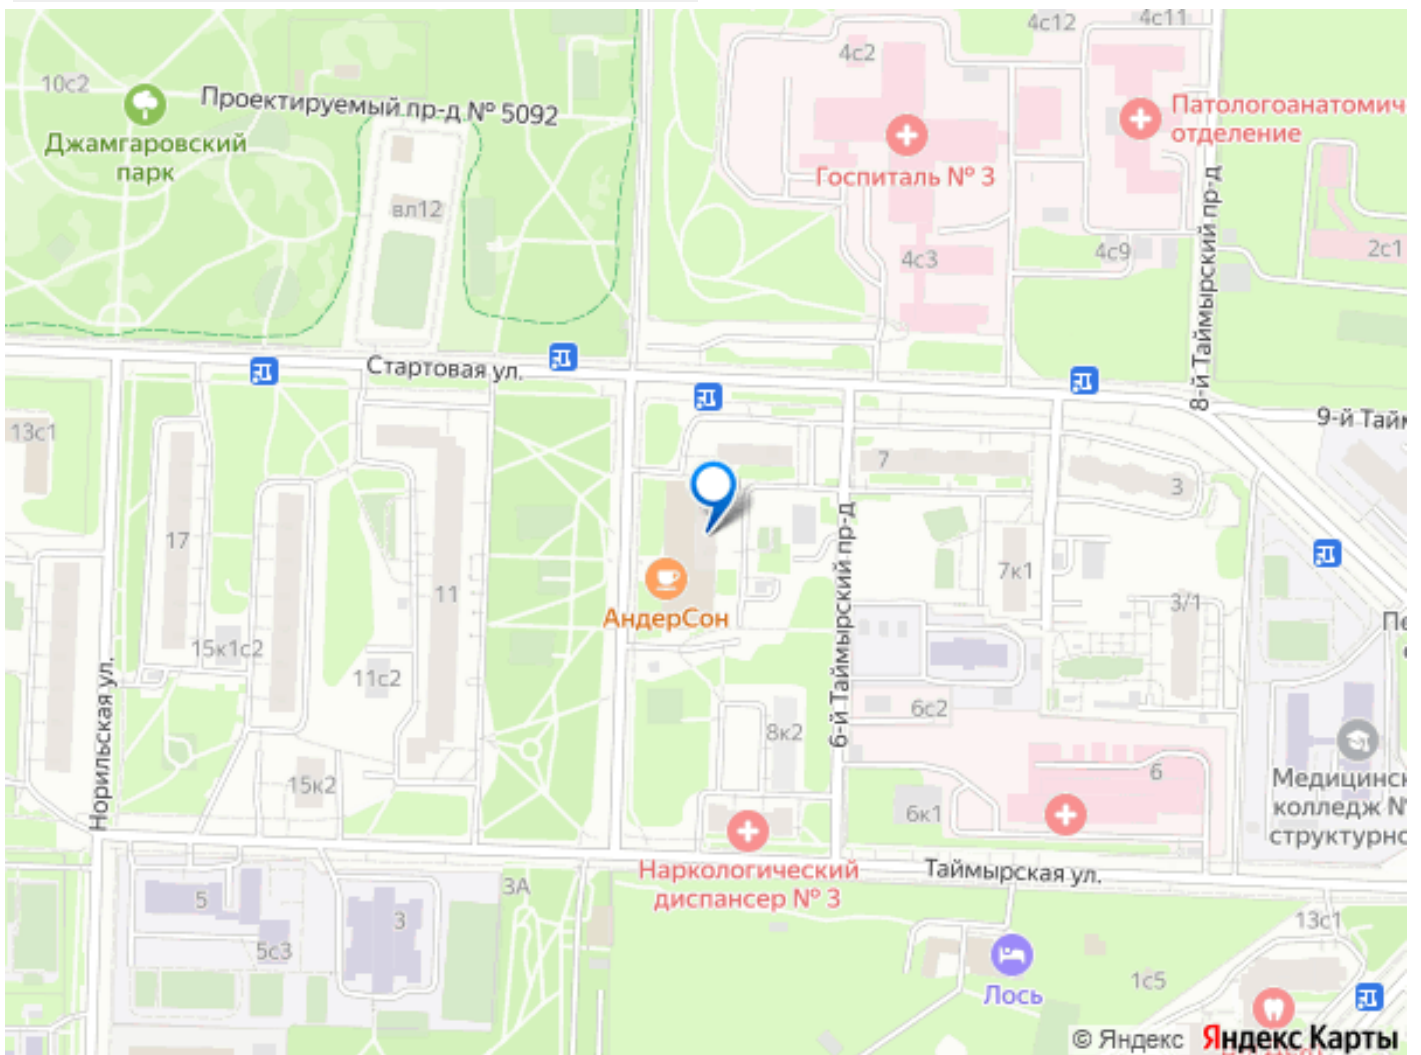 4с12
4с11
4с2
10с2
Проектируемый пр-д № 5092
Патологоанатомич
отделение
Джамгаровский
парк
Госпиталь № 3
вл12
8-й Таймырский пр-д
4с3
4с9
2с1
Стартовая ул.
9-й Тайм
13с1
7
3
17
6-й Таймырский пр-д
7к1
11
3/1
АндерСон
Пе
15к1с2
11с2
Норильская ул.
6с2
8к2
15к2
6
6к1
Медицинск
колледж №
структурно
Наркологический
диспансер № 3
Таймырская ул.
3А
5
3
13с1
5с3
1с5
Лось
© Яндекс Яндекс Карты